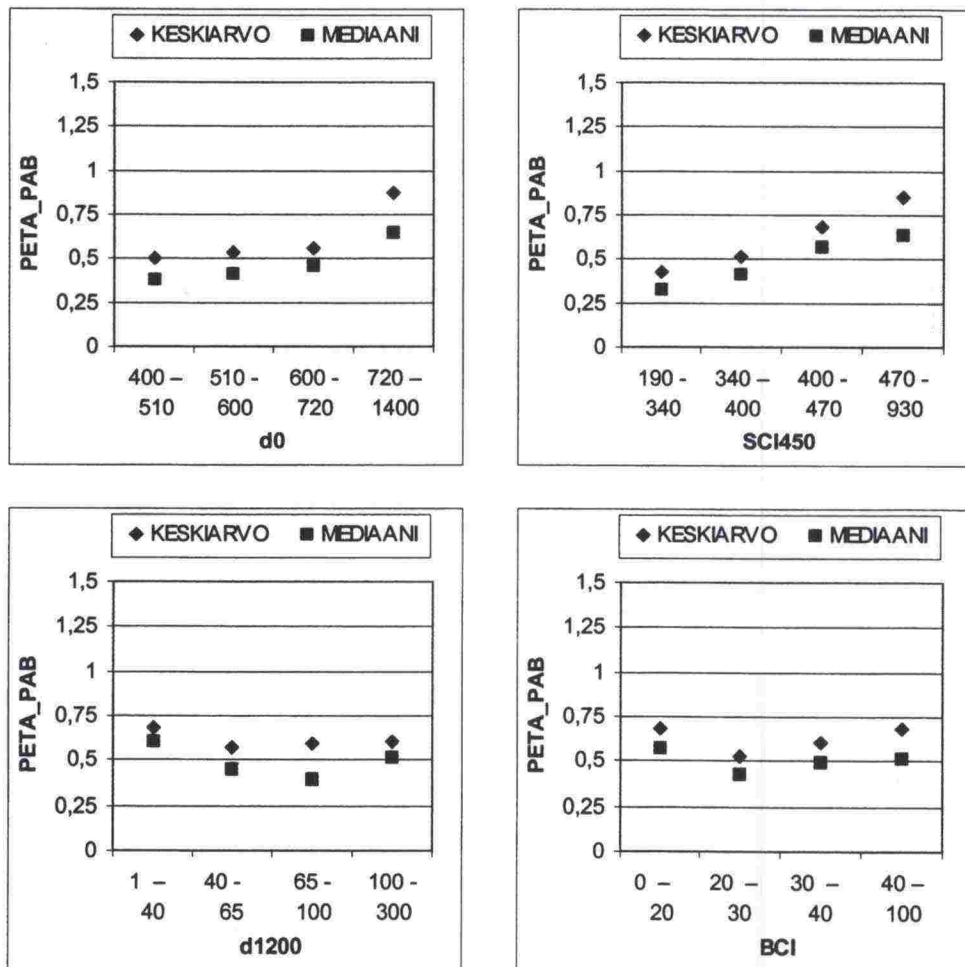 ◆ KESKIARVO ■ MEDIAANI
1,5
1,25
1
0,75
0,5
0,25
0
PETA_PAB
400 – 510 - 600 - 720 –
510 600 720 1400
d0
◆ KESKIARVO ■ MEDIAANI
1,5
1,25
1
0,75
0,5
0,25
0
PETA_PAB
190 - 340 – 400 - 470 -
340 400 470 930
SCI450
◆ KESKIARVO ■ MEDIAANI
1,5
1,25
1
0,75
0,5
0,25
0
PETA_PAB
1 – 40 - 65 - 100 -
40 65 100 300
d1200
◆ KESKIARVO ■ MEDIAANI
1,5
1,25
1
0,75
0,5
0,25
0
PETA_PAB
0 – 20 – 30 – 40 –
20 30 40 100
BCI